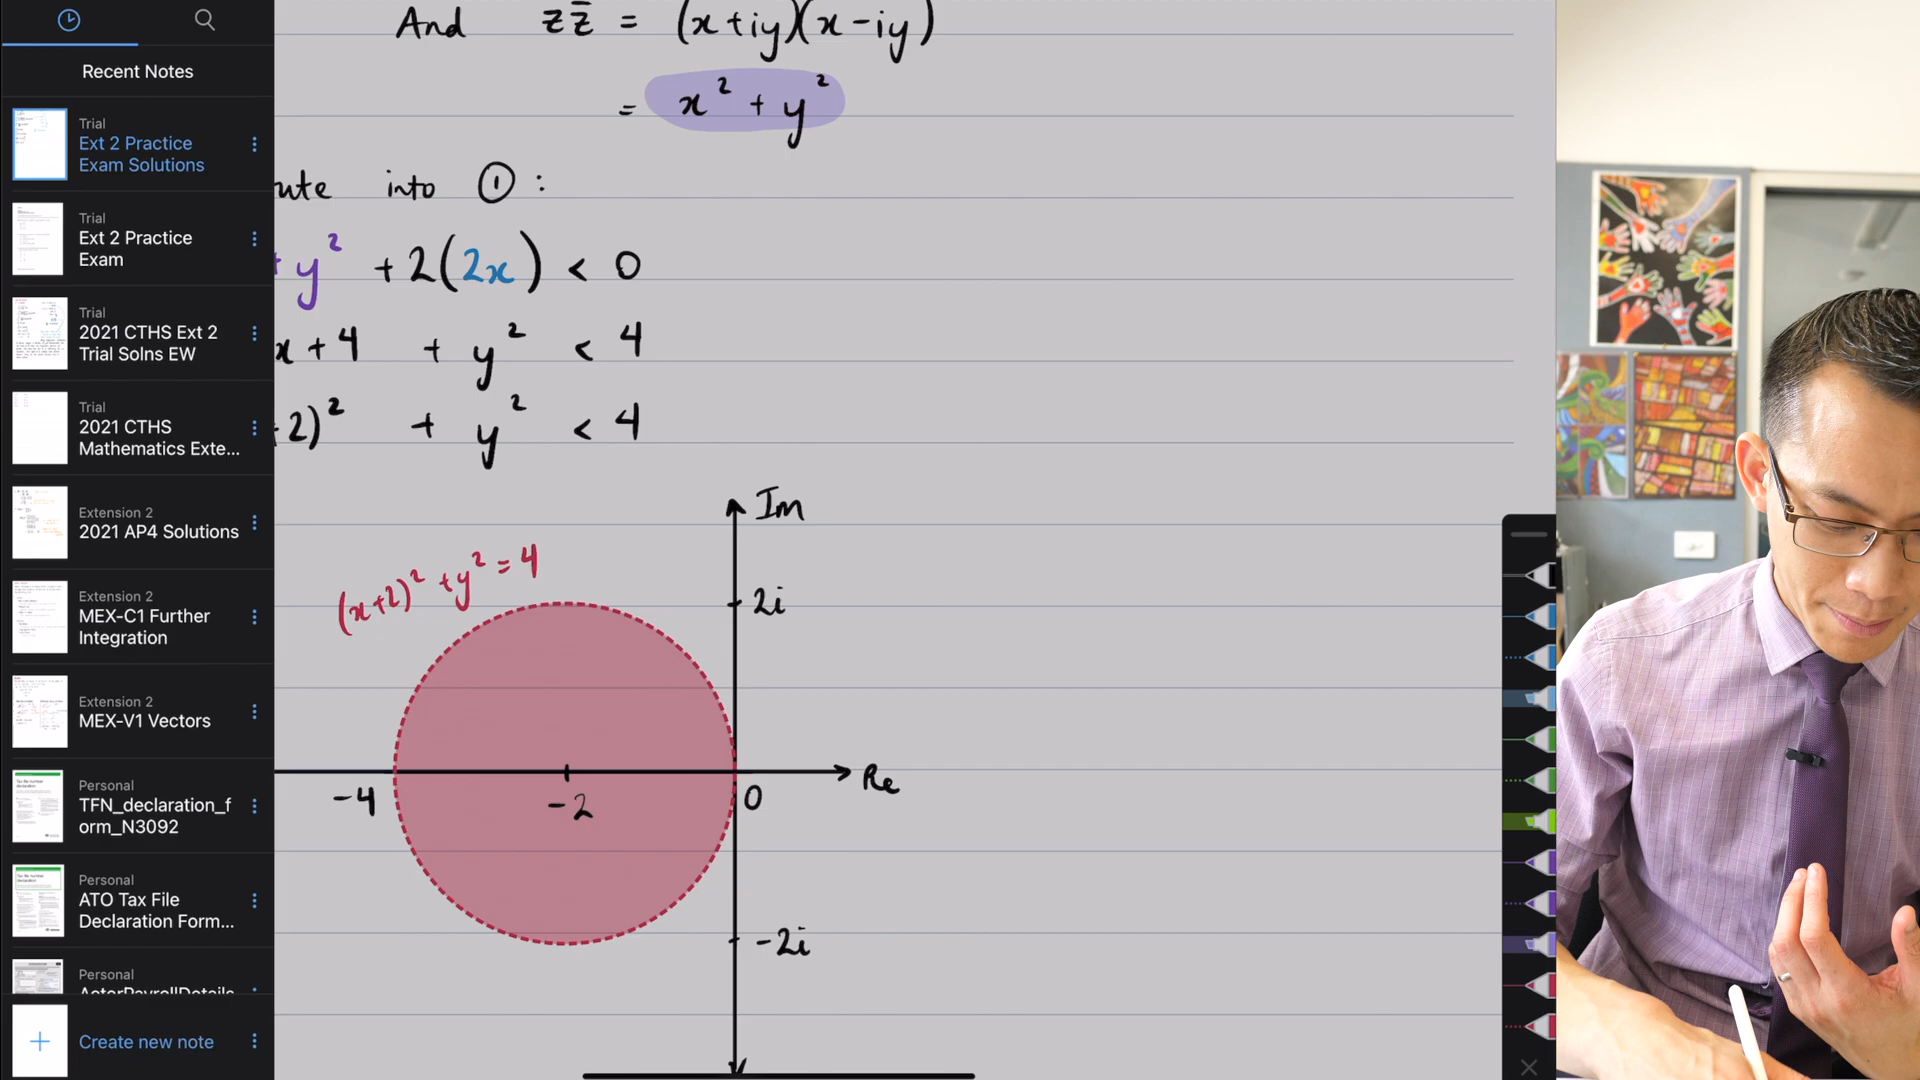 Recent Notes
Trial
Ext 2 Practice
Exam Solutions
Trial
Ext 2 Practice
Exam
Trial
2021 CTHS Ext 2
Trial Solns EW
Trial
2021 CTHS
Mathematics Exte...
Extension 2
2021 AP4 Solutions
Extension 2
MEX-C1 Further
Integration
Extension 2
MEX-V1 Vectors
Personal
TFN_declaration_f
orm_N3092
Personal
ATO Tax File
Declaration Form...
Personal
ActorPayrollDetails
Create new note
And zz̄ = (x+iy)(x-iy)
= x² + y²
ute into ①:
+ y² + 2(2x) < 0
x + 4 + y² < 4
+ 2)² + y² < 4
Im
(x+2)² + y² = 4
2i
Re
-4 -2 0
-2i